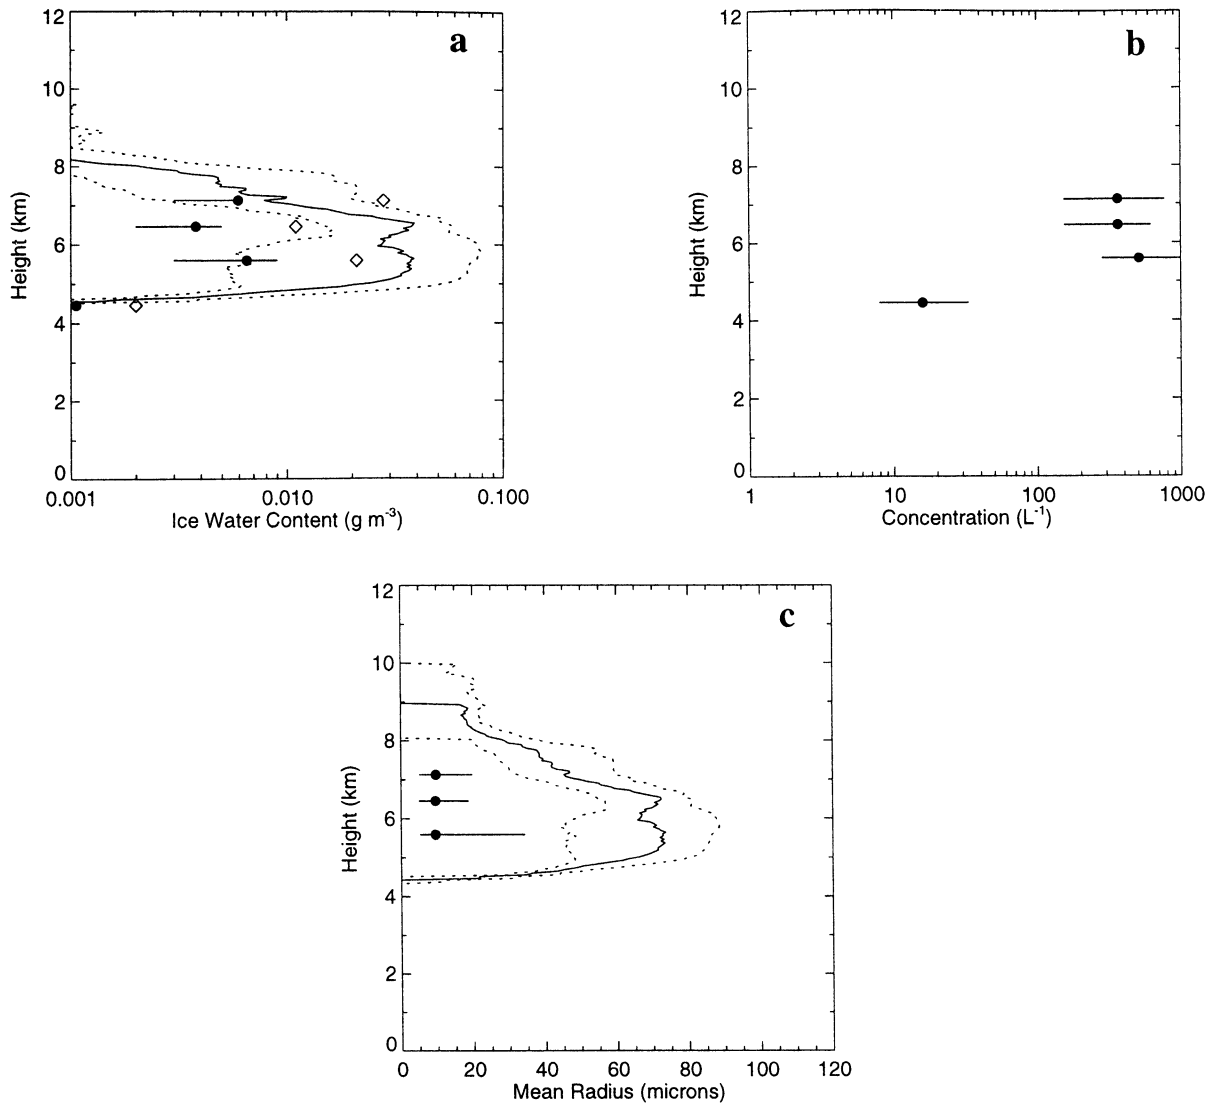 a
12
10
8
6
4
2
0
Height (km)
0.001 0.010 0.100
Ice Water Content (g m⁻³)
b
12
10
8
6
4
2
0
Height (km)
1 10 100 1000
Concentration (L⁻¹)
c
12
10
8
6
4
2
0
Height (km)
0 20 40 60 80 100 120
Mean Radius (microns)